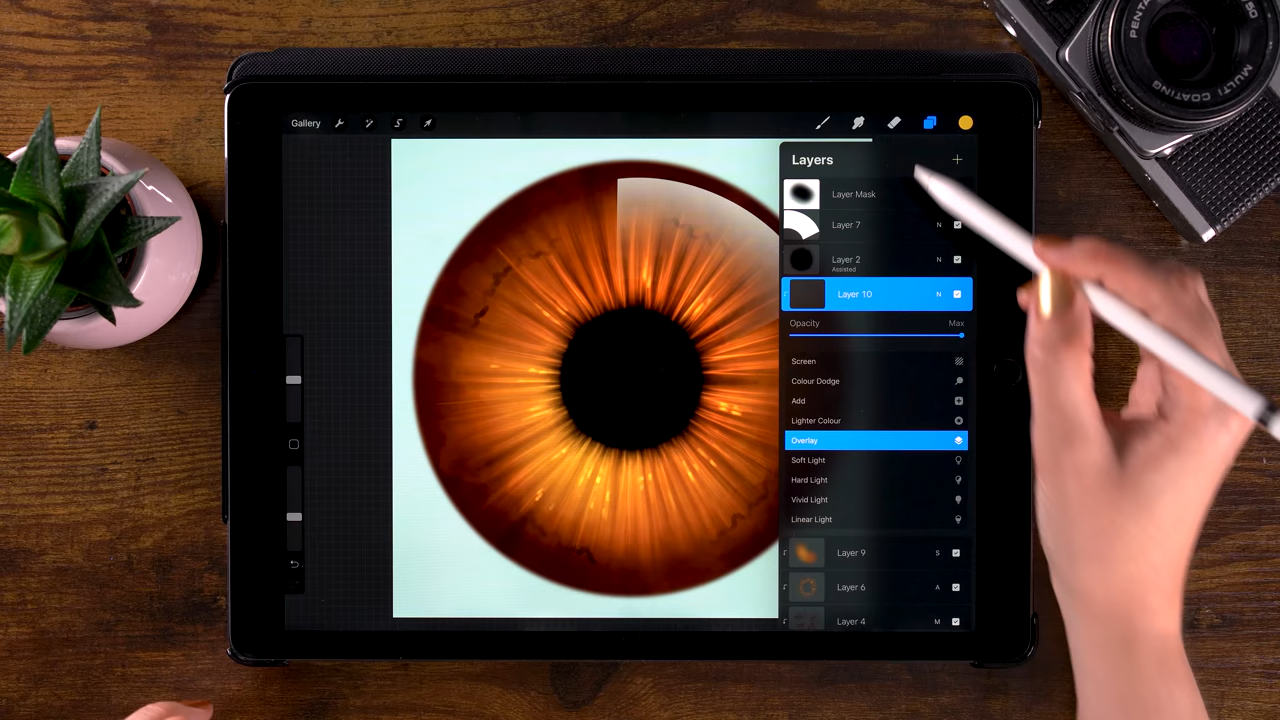 Gallery
Layers
Layer Mask
Layer 7 N
Layer 2 N
Assisted
Layer 10 N
Opacity Max
Screen
Colour Dodge
Add
Lighter Colour
Overlay
Soft Light
Hard Light
Vivid Light
Linear Light
Layer 9 S
Layer 6 A
Layer 4 M
MULTI COATING